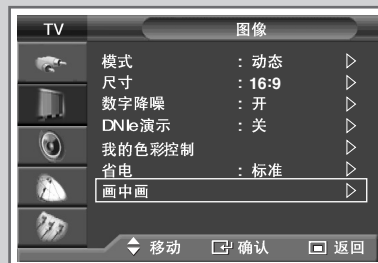 TV 图像
模式 : 动态
尺寸 : 16:9
数字降噪 : 开
DNIe演示 : 关
我的色彩控制
省电 : 标准
画中画
移动 确认 返回